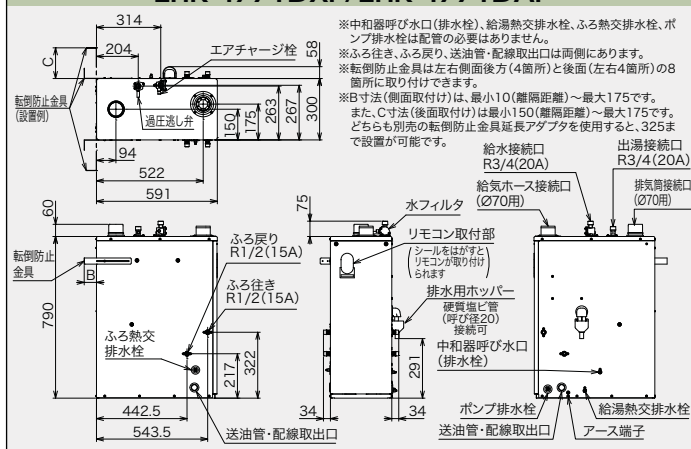 ※中和器呼び水口(排水栓)、給湯熱交排水栓、ふろ熱交排水栓、ポ
ンプ排水栓は配管の必要はありません。
※ふろ往き、ふろ戻り、送油管・配線取出口は両側にあります。
※転倒防止金具は左右側面後方(4箇所)と後面(左右4箇所)の8
箇所に取り付けできます。
※B寸法(側面取付け)は、最小10(離隔距離)～最大175です。
また、C寸法(後面取付け)は最小150(離隔距離)～最大175です。
どちらも別売の転倒防止金具延長アダプタを使用すると、325ま
で設置が可能です。
314
204
エアチャージ栓
58
C
転倒防止金具
(設置例)
過圧逃し弁
150
175
263
267
300
94
522
591
60
転倒防止
金具
B
790
ふろ戻り
R1/2(15A)
ふろ往き
R1/2(15A)
ふろ熱交
排水栓
217
322
442.5
543.5
送油管・配線取出口
75
水フィルタ
リモコン取付部
(シールをはがすと
リモコンが取り付け
られます)
排水用ホッパー
硬質塩ビ管
(呼び径20)
接続可
291
34
34
給水接続口
R3/4(20A)
出湯接続口
R3/4(20A)
給気ホース接続口
(Ø70用)
排気筒接続口
(Ø70用)
中和器呼び水口
(排水栓)
ポンプ排水栓
給湯熱交排水栓
送油管・配線取出口
アース端子